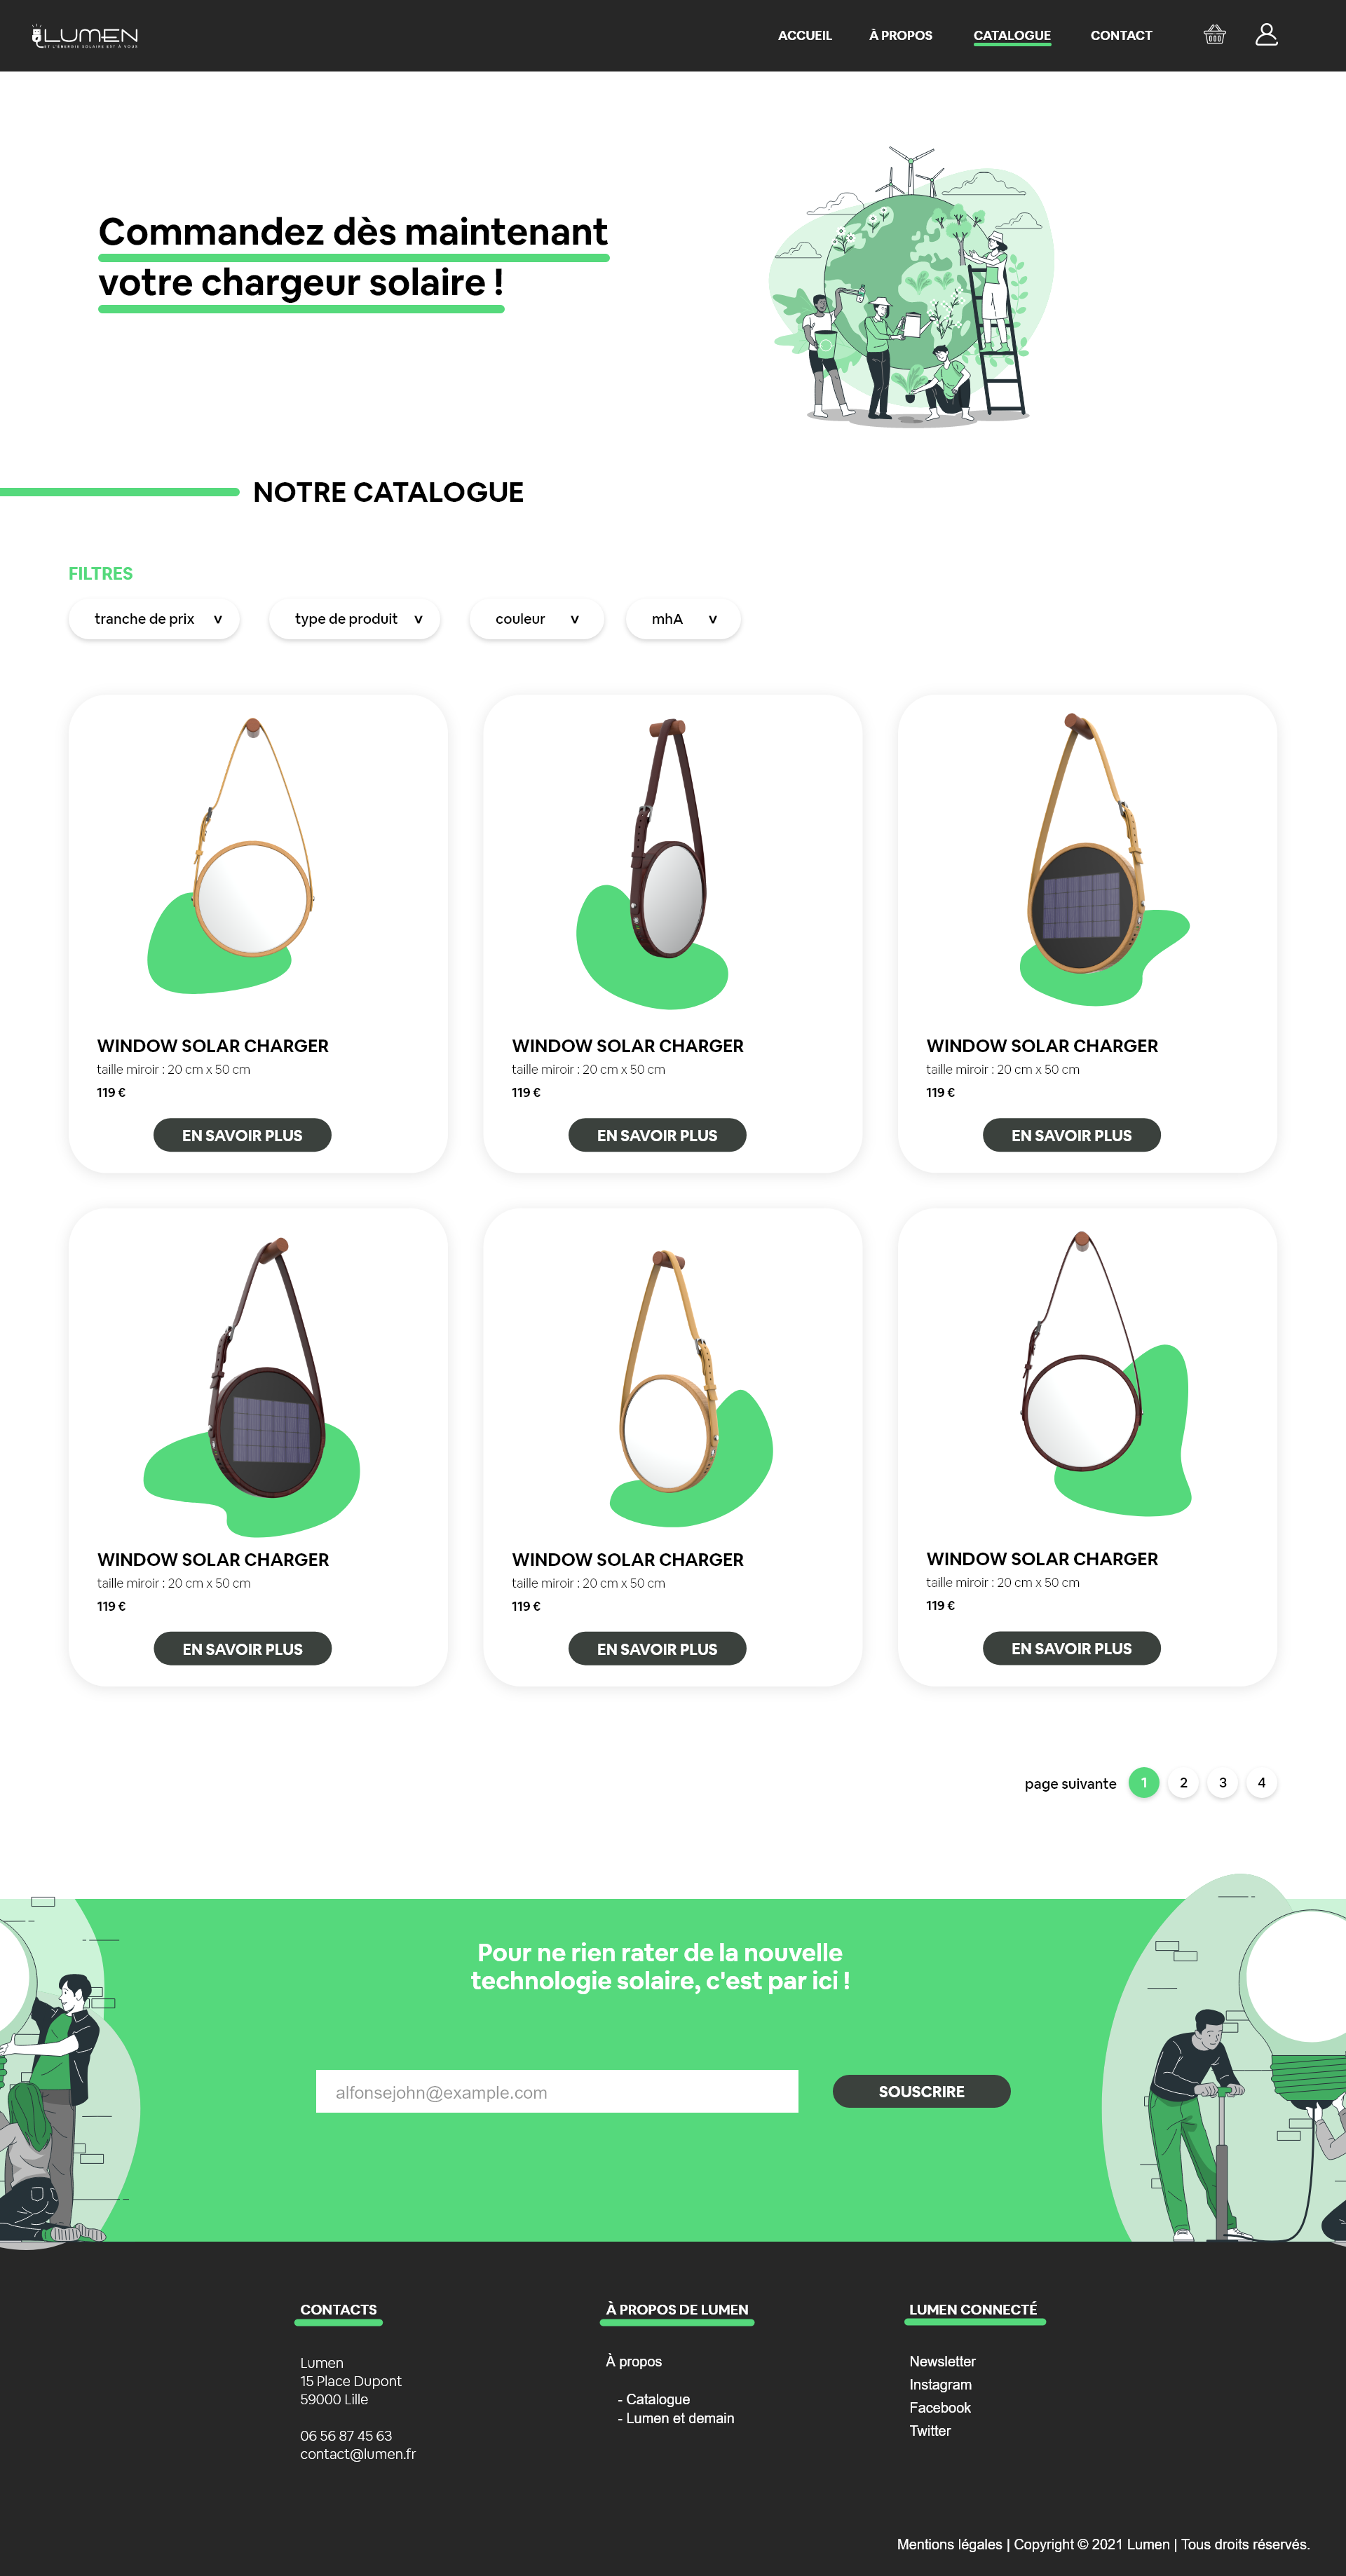 LUMEN
ET L'ENERGIE SOLAIRE EST À VOUS
ACCUEIL À PROPOS CATALOGUE CONTACT
Commandez dès maintenant
votre chargeur solaire !
NOTRE CATALOGUE
FILTRES
tranche de prix v type de produit v couleur v mhA v
WINDOW SOLAR CHARGER
taille miroir : 20 cm x 50 cm
119 €
EN SAVOIR PLUS
WINDOW SOLAR CHARGER
taille miroir : 20 cm x 50 cm
119 €
EN SAVOIR PLUS
WINDOW SOLAR CHARGER
taille miroir : 20 cm x 50 cm
119 €
EN SAVOIR PLUS
WINDOW SOLAR CHARGER
taille miroir : 20 cm x 50 cm
119 €
EN SAVOIR PLUS
WINDOW SOLAR CHARGER
taille miroir : 20 cm x 50 cm
119 €
EN SAVOIR PLUS
WINDOW SOLAR CHARGER
taille miroir : 20 cm x 50 cm
119 €
EN SAVOIR PLUS
page suivante 1 2 3 4
Pour ne rien rater de la nouvelle
technologie solaire, c'est par ici !
alfonsejohn@example.com
SOUSCRIRE
CONTACTS
Lumen
15 Place Dupont
59000 Lille
06 56 87 45 63
contact@lumen.fr
À PROPOS DE LUMEN
À propos
- Catalogue
- Lumen et demain
LUMEN CONNECTÉ
Newsletter
Instagram
Facebook
Twitter
Mentions légales | Copyright © 2021 Lumen | Tous droits réservés.